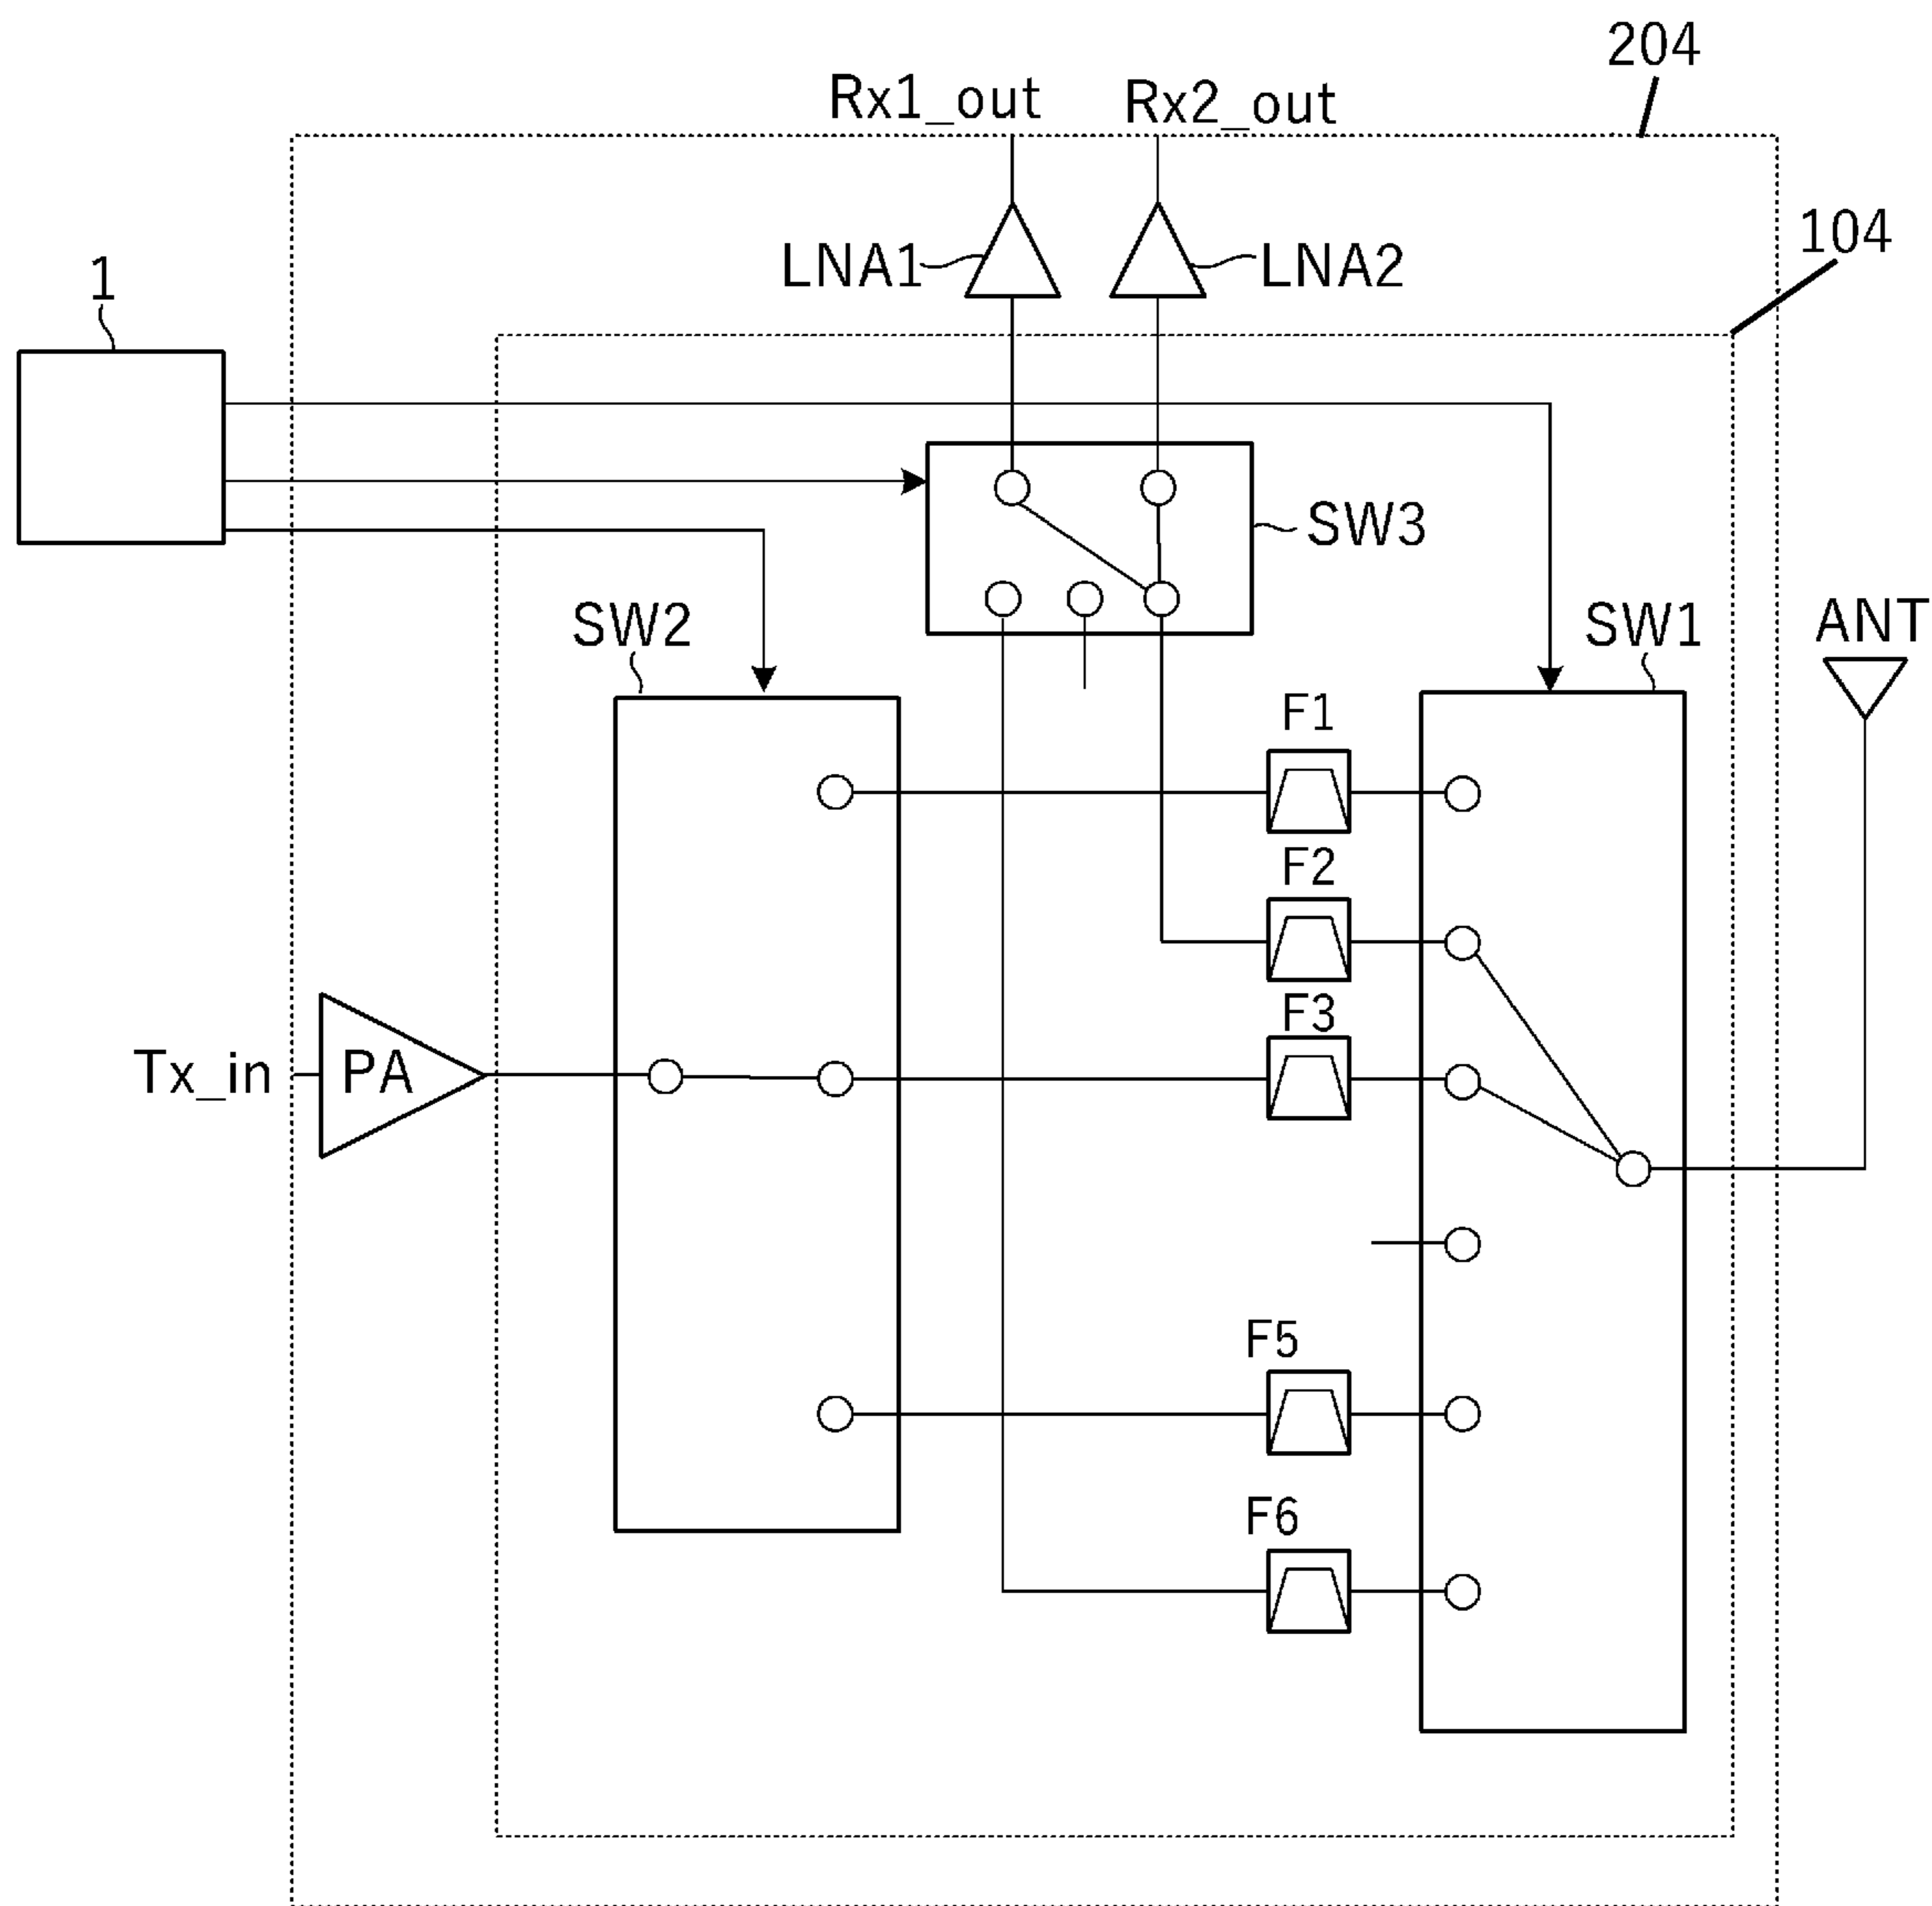 204
Rx1_out Rx2_out
104
LNA1 LNA2
1
SW3
SW2 SW1 ANT
F1
F2
F3
Tx_in PA
F5
F6